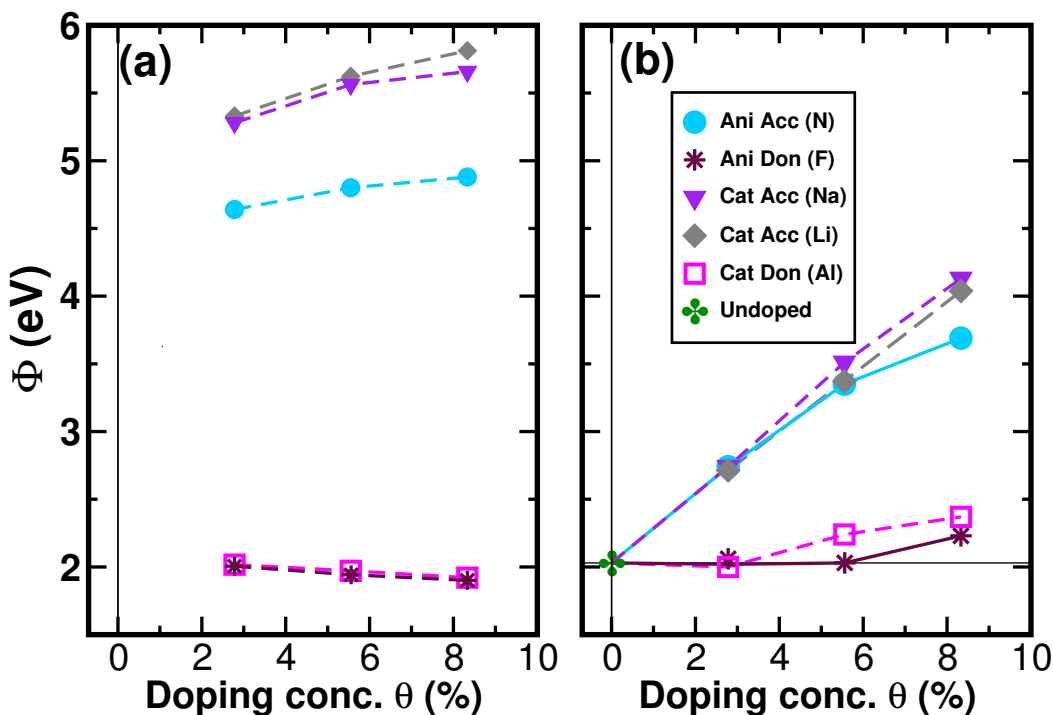 (a)
(b)
6
5
4
3
2
Φ (eV)
Ani Acc (N)
Ani Don (F)
Cat Acc (Na)
Cat Acc (Li)
Cat Don (Al)
Undoped
0 2 4 6 8 10
0 2 4 6 8 10
Doping conc. θ (%)
Doping conc. θ (%)